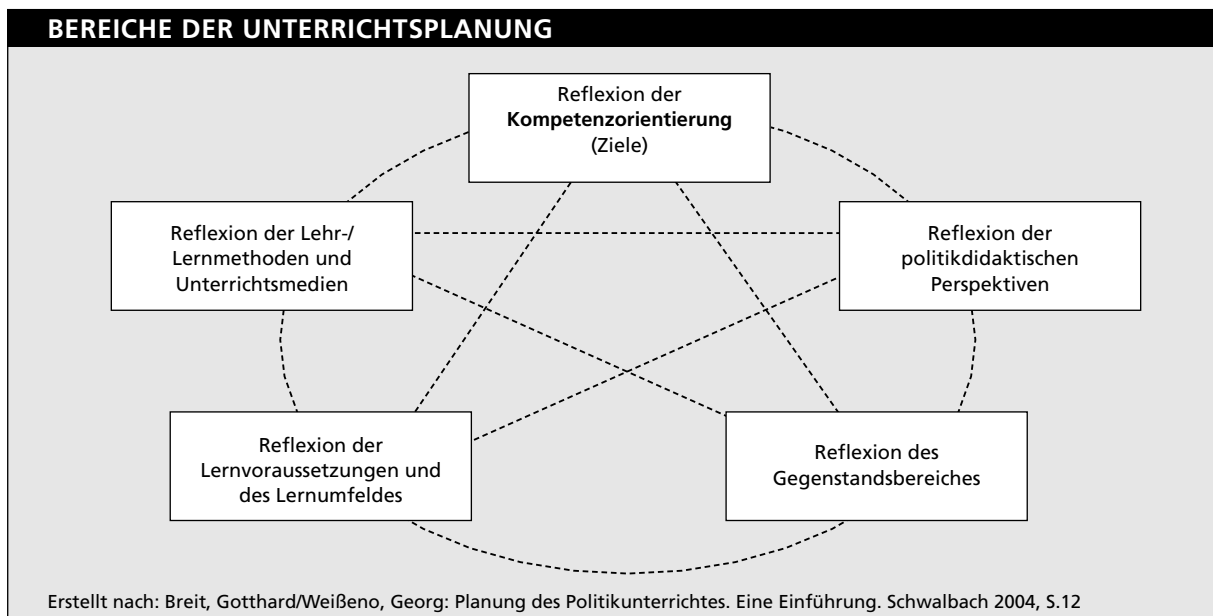 BEREICHE DER UNTERRICHTSPLANUNG
Reflexion der
Kompetenzorientierung
(Ziele)
Reflexion der Lehr-/
Lernmethoden und
Unterrichtsmedien
Reflexion der
politikdidaktischen
Perspektiven
Reflexion der
Lernvoraussetzungen und
des Lernumfeldes
Reflexion des
Gegenstandsbereiches
Erstellt nach: Breit, Gotthard/Weißeno, Georg: Planung des Politikunterrichtes. Eine Einführung. Schwalbach 2004, S.12